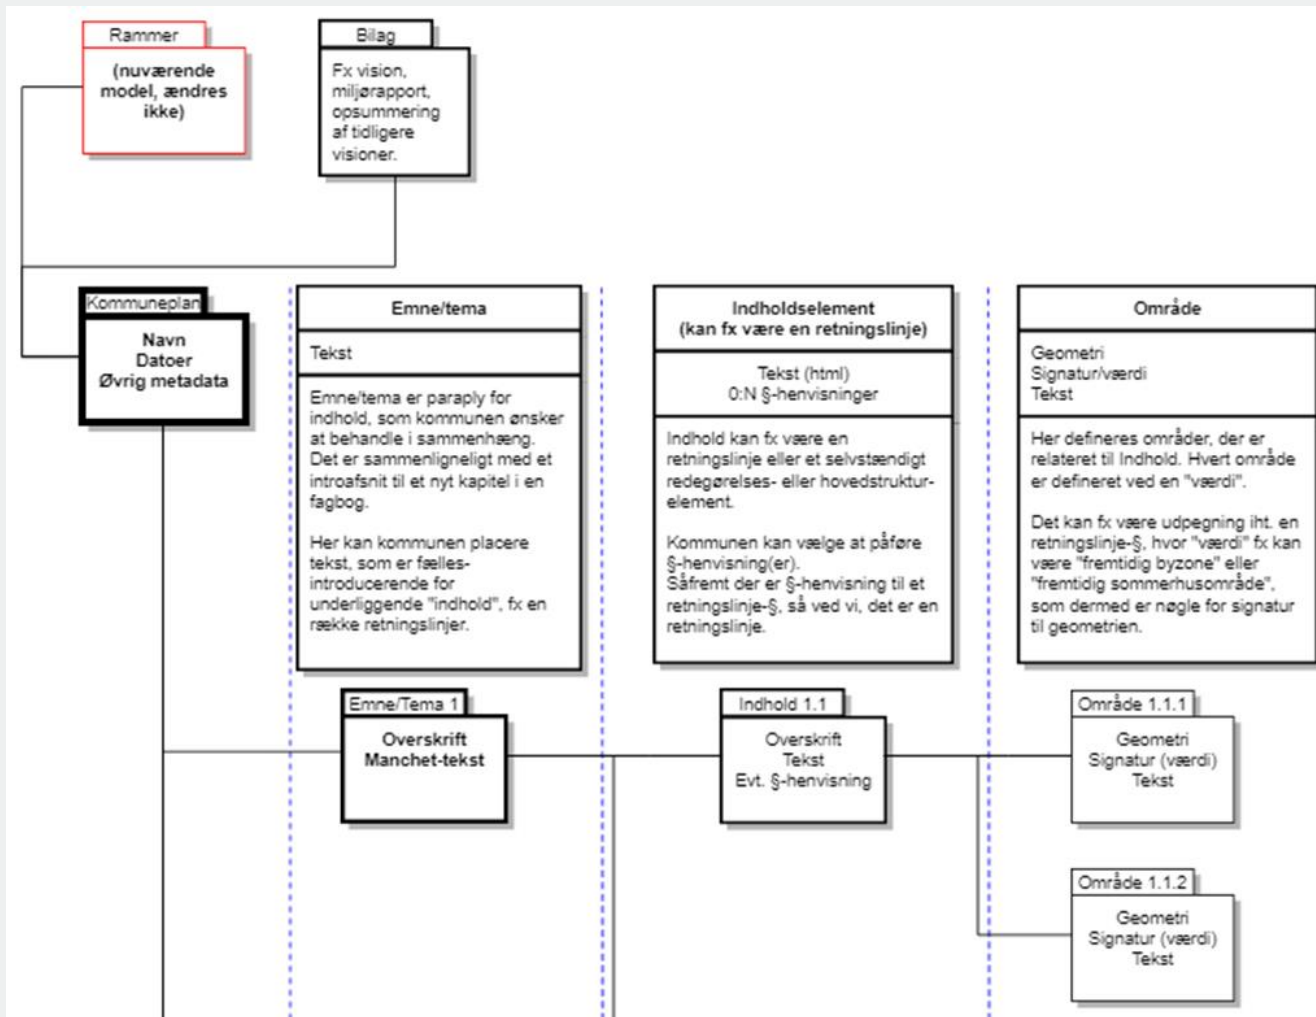 Rammer
(nuværende
model, ændres
ikke)
Bilag
Fx vision,
miljørapport,
opsummering
af tidligere
visioner.
Kommuneplan
Navn
Datoer
Øvrig metadata
Emne/tema
Tekst
Emne/tema er paraply for
indhold, som kommunen ønsker
at behandle i sammenhæng.
Det er sammenligneligt med et
introafsnit til et nyt kapitel i en
fagbog.
Her kan kommunen placere
tekst, som er fælles-
introducerende for
underliggende "indhold", fx en
række retningslinjer.
Indholdselement
(kan fx være en retningslinje)
Tekst (html)
0:N §-henvisninger
Indhold kan fx være en
retningslinje eller et selvstændigt
redegørelses- eller hovedstruktur-
element.
Kommunen kan vælge at påføre
§-henvisning(er).
Såfremt der er §-henvisning til et
retningslinje-§, så ved vi, det er en
retningslinje.
Område
Geometri
Signatur/værdi
Tekst
Her defineres områder, der er
relateret til Indhold. Hvert område
er defineret ved en "værdi".
Det kan fx være udpegning iht. en
retningslinje-§, hvor "værdi" fx kan
være "fremtidig byzone" eller
"fremtidig sommerhusområde",
som dermed er nøgle for signatur
til geometrien.
Emne/Tema 1
Overskrift
Manchet-tekst
Indhold 1.1
Overskrift
Tekst
Evt. §-henvisning
Område 1.1.1
Geometri
Signatur (værdi)
Tekst
Område 1.1.2
Geometri
Signatur (værdi)
Tekst